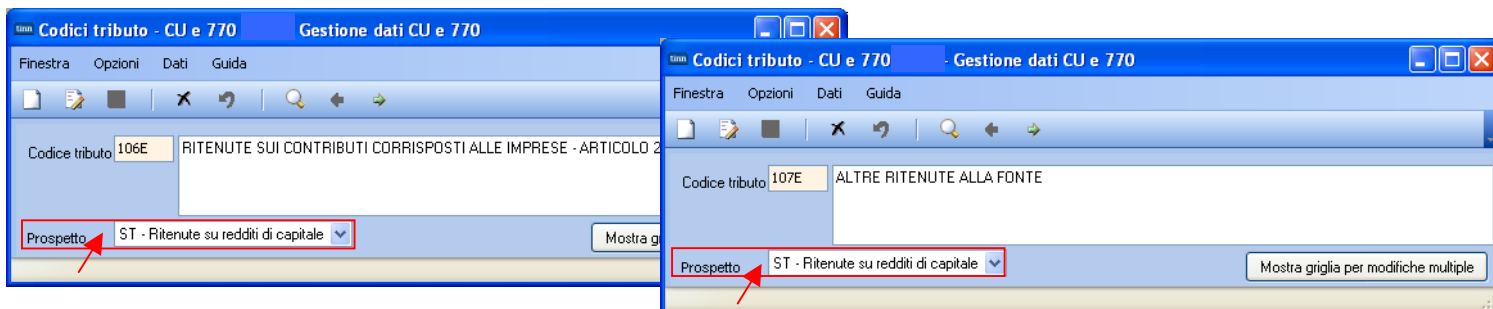 tinn Codici tributo - CU e 770 Gestione dati CU e 770
Finestra Opzioni Dati Guida
Codice tributo 106E RITENUTE SUI CONTRIBUTI CORRISPOSTI ALLE IMPRESE - ARTICOLO 2
Prospetto ST - Ritenute su redditi di capitale
Mostra
tinn Codici tributo - CU e 770 - Gestione dati CU e 770
Finestra Opzioni Dati Guida
Codice tributo 107E ALTRE RITENUTE ALLA FONTE
Prospetto ST - Ritenute su redditi di capitale
Mostra griglia per modifiche multiple